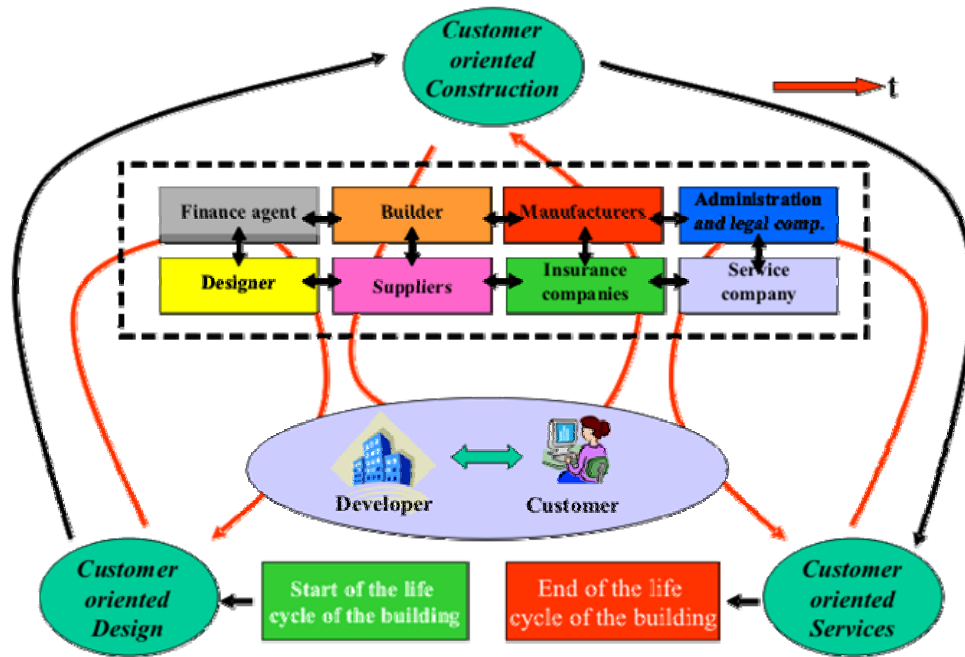 Customer
oriented
Construction
t
Finance agent
Builder
Manufacturers
Administration
and legal comp.
Designer
Suppliers
Insurance
companies
Service
company
Developer
Customer
Customer
oriented
Design
Start of the life
cycle of the building
End of the life
cycle of the building
Customer
oriented
Services